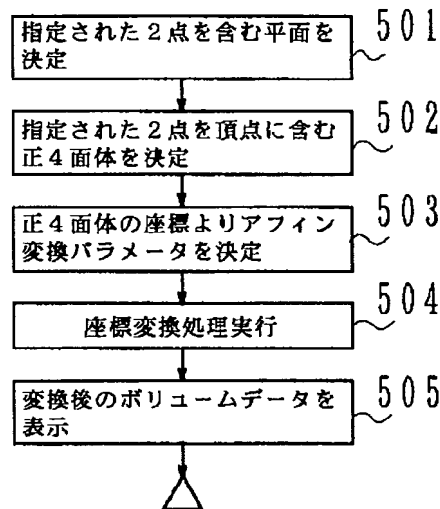 指定された2点を含む平面を
決定
501
指定された2点を頂点に含む
正4面体を決定
502
正4面体の座標よりアフィン
変換パラメータを決定
503
座標変換処理実行
504
変換後のボリュームデータを
表示
505